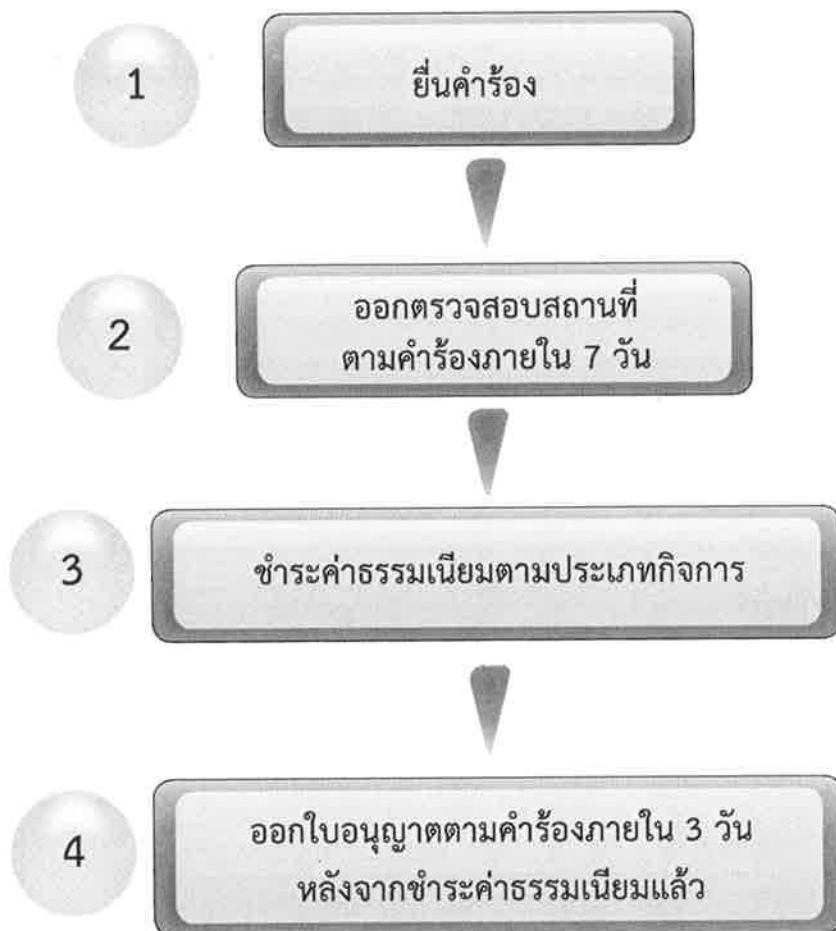 1
ยื่นคำร้อง
2
ออกตรวจสอบสถานที่
ตามคำร้องภายใน 7 วัน
3
ชำระค่าธรรมเนียมตามประเภทกิจการ
4
ออกใบอนุญาตตามคำร้องภายใน 3 วัน
หลังจากชำระค่าธรรมเนียมแล้ว